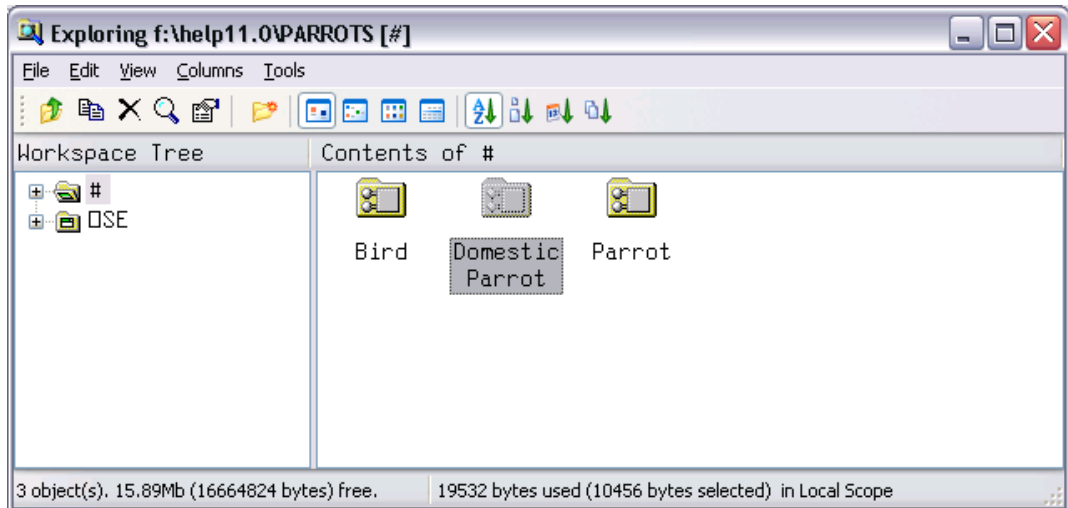 Exploring f:\help11.0\PARROTS [#]
File Edit View Columns Tools
Workspace Tree
Contents of #
#
⎕SE
Bird
Domestic
Parrot
Parrot
3 object(s). 15.89Mb (16664824 bytes) free.
19532 bytes used (10456 bytes selected) in Local Scope